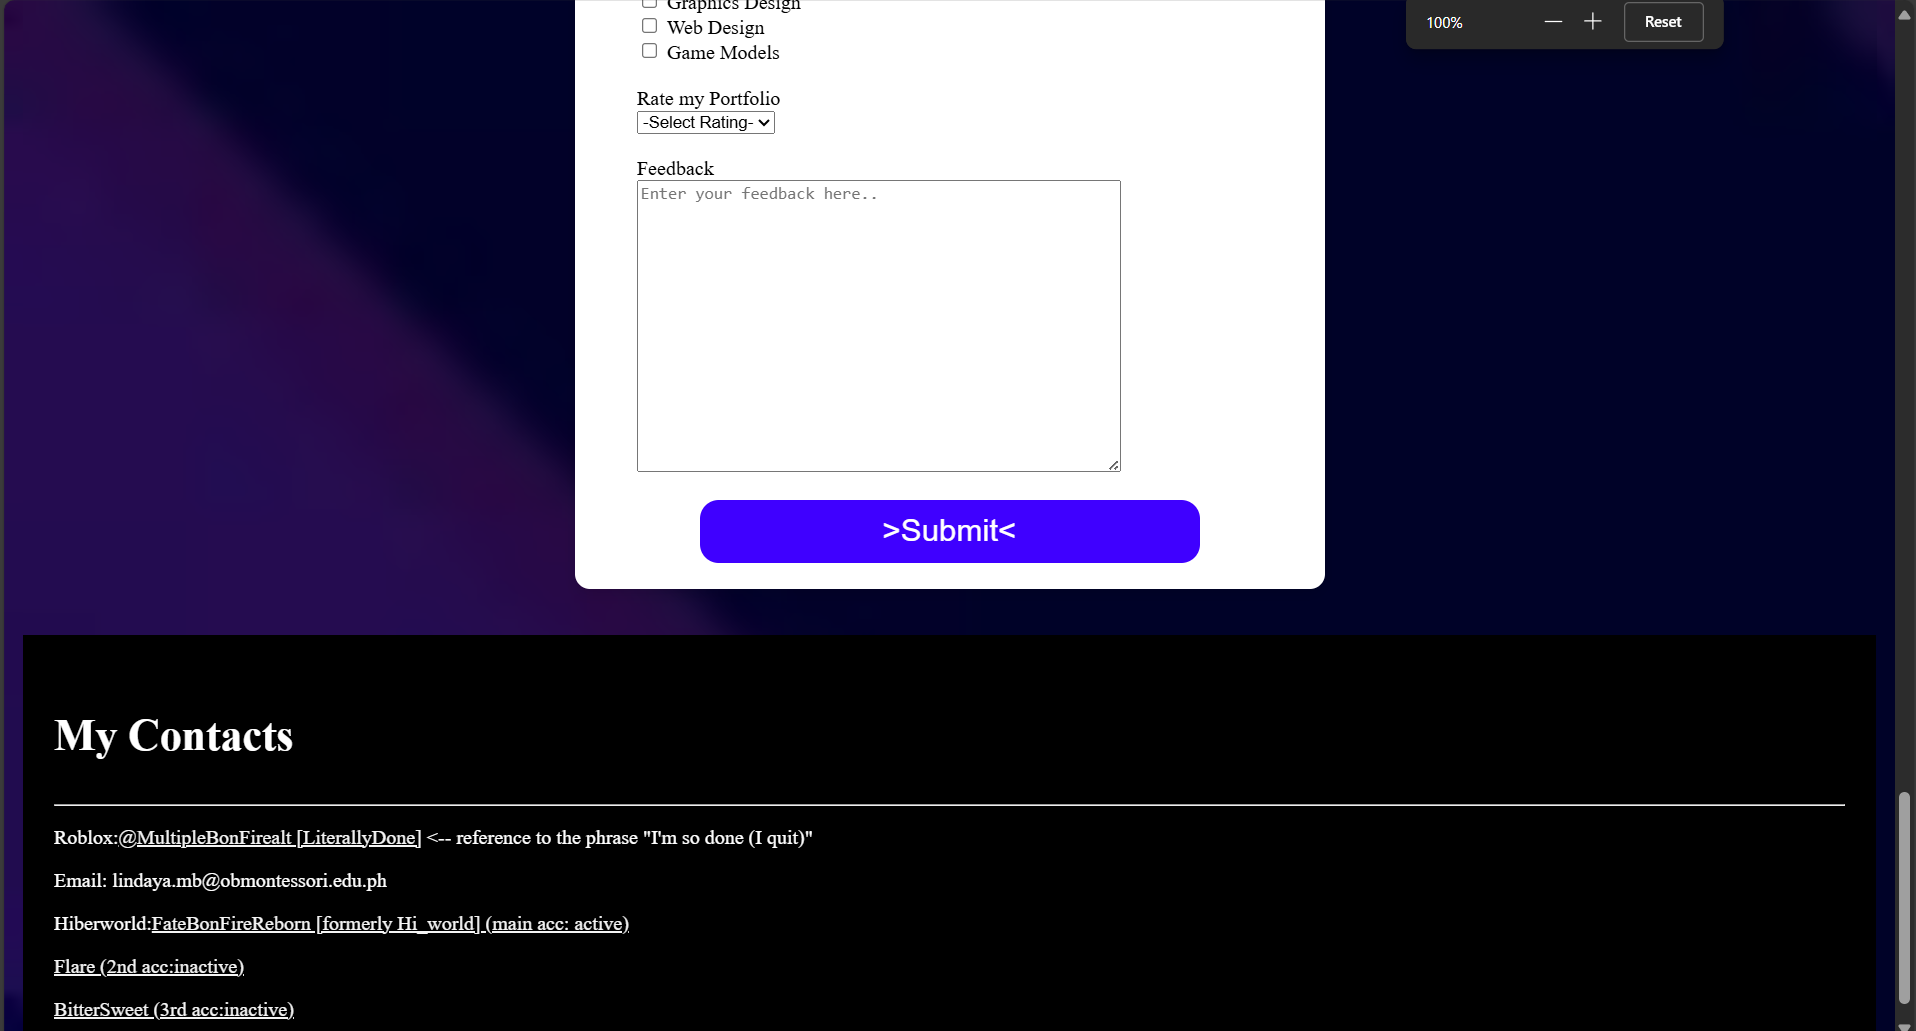 Graphics Design
Web Design
Game Models
100%
Reset
Rate my Portfolio
-Select Rating-
Feedback
Enter your feedback here..
>Submit<
My Contacts
Roblox:@MultipleBonFirealt [LiterallyDone] <-- reference to the phrase "I'm so done (I quit)"
Email: lindaya.mb@obmontessori.edu.ph
Hiberworld:FateBonFireReborn [formerly Hi_world] (main acc: active)
Flare (2nd acc:inactive)
BitterSweet (3rd acc:inactive)